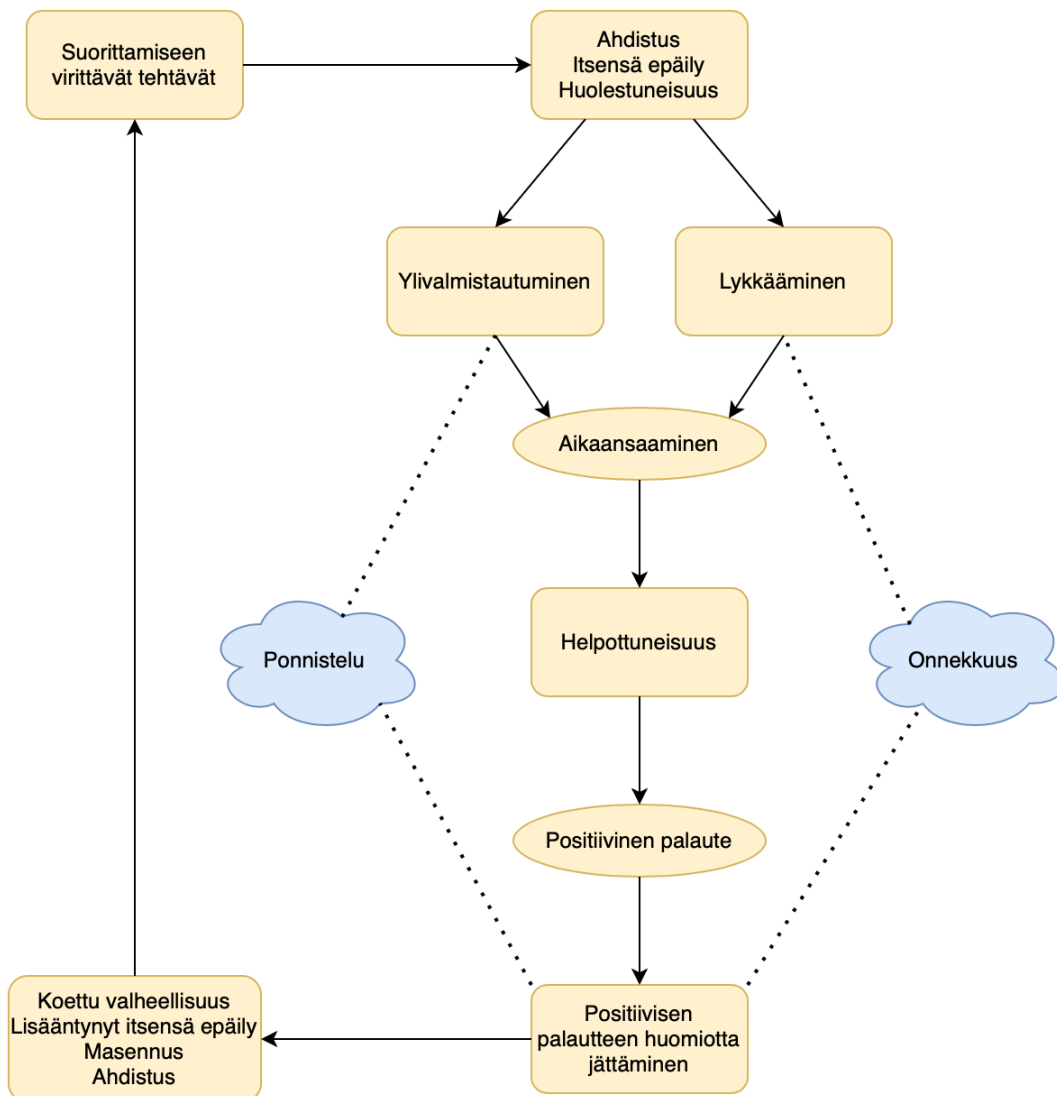 Suorittamiseen
virittävät tehtävät
Ahdistus
Itsensä epäily
Huolestuneisuus
Ylivalmistautuminen
Lykkääminen
Aikaansaaminen
Ponnistelu
Helpottuneisuus
Onnekkuus
Positiivinen palaute
Koettu valheellisuus
Lisääntynyt itsensä epäily
Masennus
Ahdistus
Positiivisen
palautteen huomiotta
jättäminen